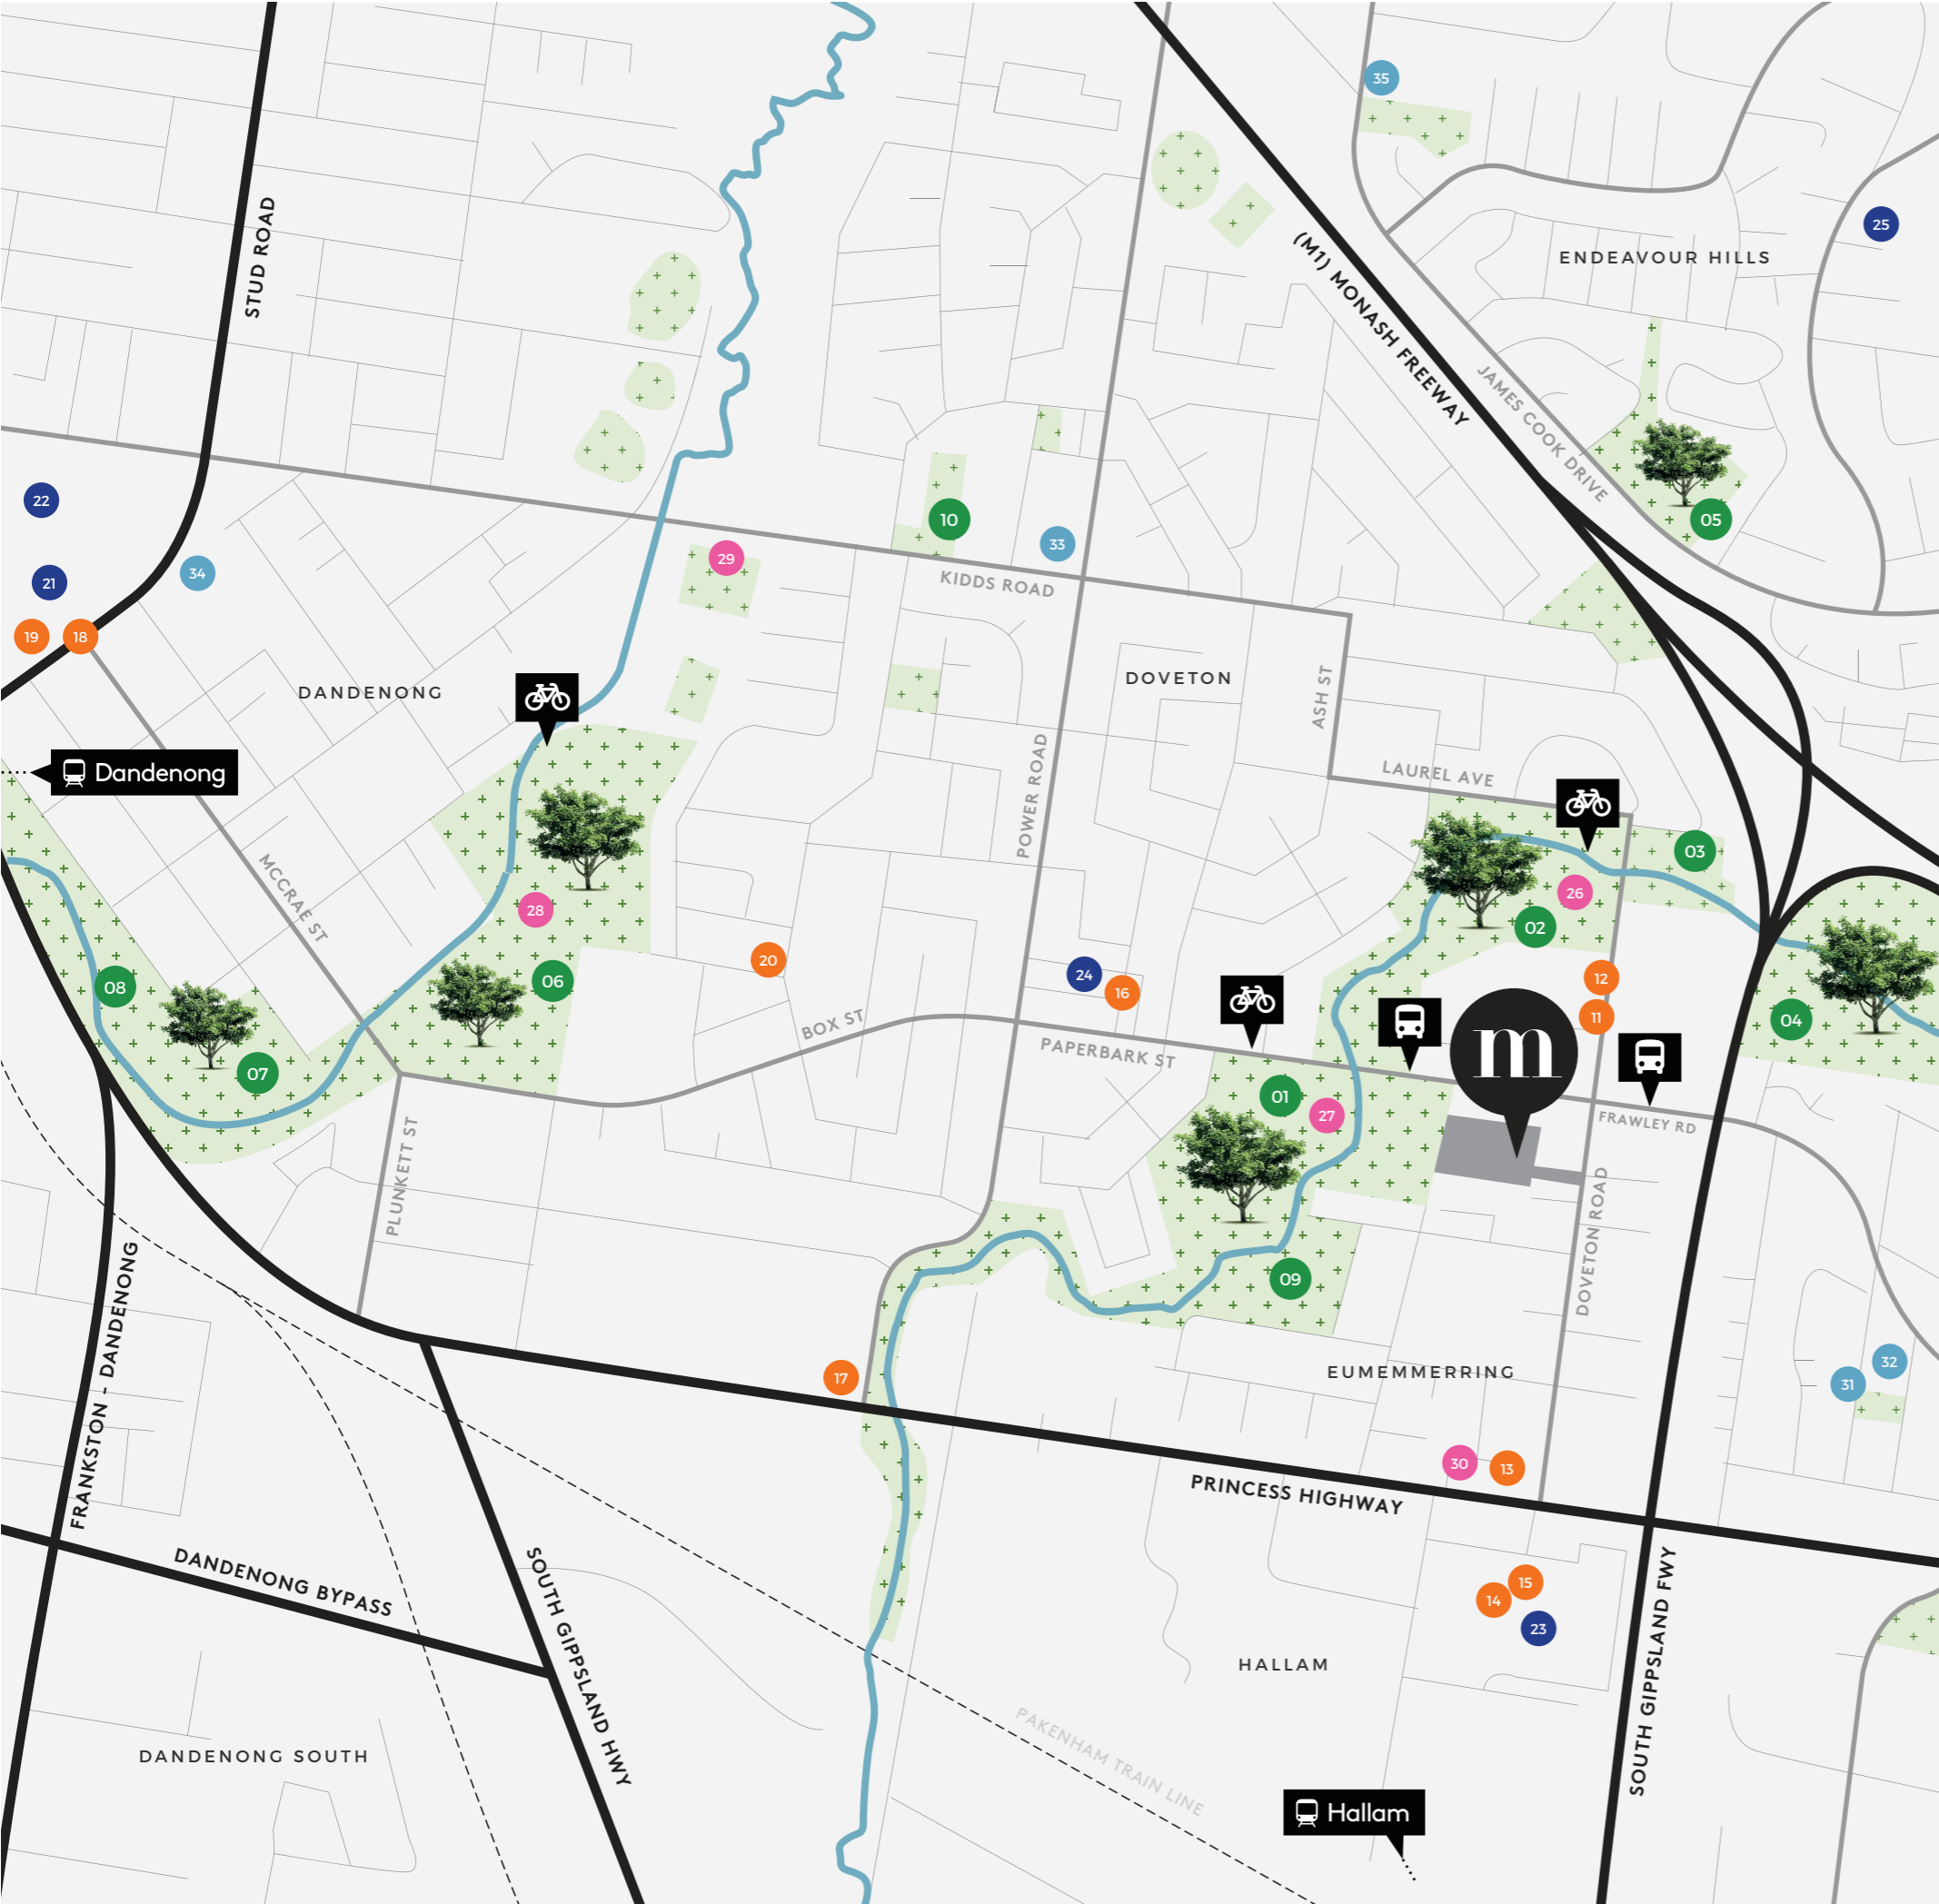 35
STUD ROAD
25
(M1) MONASH FREEWAY
ENDEAVOUR HILLS
JAMES COOK DRIVE
22
10
05
33
29
34
21
KIDDS ROAD
19
18
DANDENONG
DOVETON
ASH ST
Dandenong
LAUREL AVE
POWER ROAD
03
MCCRAE ST
26
28
02
20
24
16
12
06
08
11
04
BOX ST
PAPERBARK ST
m
07
01
27
FRAWLEY RD
PLUNKETT ST
DOVETON ROAD
09
FRANKSTON - DANDENONG
32
31
17
EUMEMMERRING
30
13
PRINCESS HIGHWAY
DANDENONG BYPASS
SOUTH GIPPSLAND HWY
15
14
23
SOUTH GIPPSLAND FWY
HALLAM
DANDENONG SOUTH
PAKENHAM TRAIN LINE
Hallam